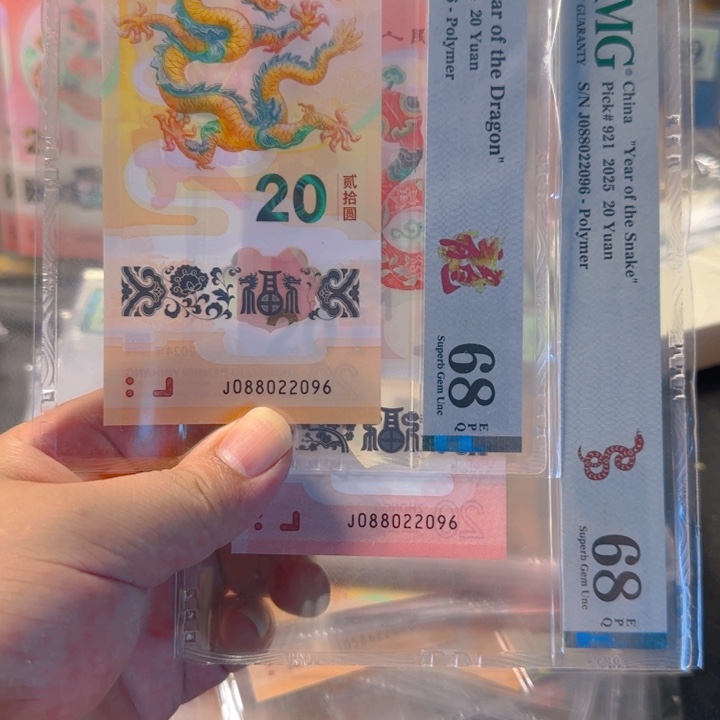 20
贰拾圆
J088022096
ear of the Dragon"
20 Yuan
- Polymer
龍
68
EPQ
Superb Gem Unc
MG®
GUARANTY
China "Year of the Snake"
Pick# 921 2025 20 Yuan
S/N J088022096 - Polymer
68
EPQ
Superb Gem Unc
J088022096